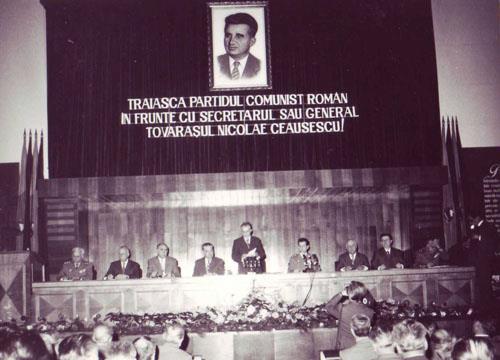 TRAIASCA PARTIDUL COMUNIST ROMAN
IN FRUNTE CU SECRETARUL SAU GENERAL
TOVARASUL NICOLAE CEAUSESCU!